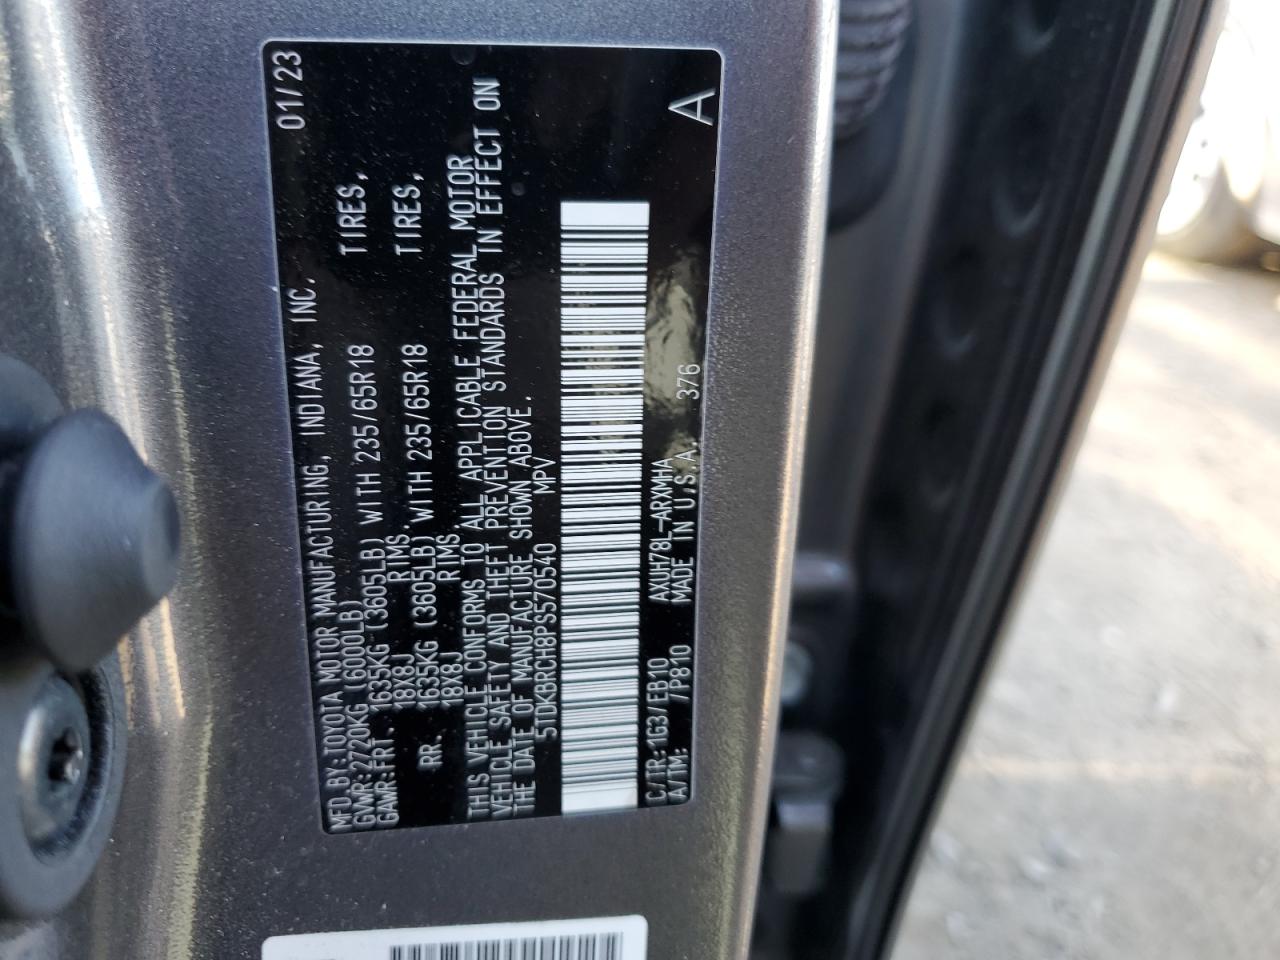 MFD.BY:TOYOTA MOTOR MANUFACTURING, INDIANA, INC. 01/23
GVWR:2720KG (6000LB)
GAWR:FRT. 1635KG (3605LB) WITH 235/65R18 TIRES,
18X8J RIMS,
RR. 1635KG (3605LB) WITH 235/65R18 TIRES,
18X8J RIMS
THIS VEHICLE CONFORMS TO ALL APPLICABLE FEDERAL MOTOR
VEHICLE SAFETY AND THEFT PREVENTION STANDARDS IN EFFECT ON
THE DATE OF MANUFACTURE SHOWN ABOVE.
5TDKBRCH8PS570540 MPV
C/TR:1G3/EB10 AXUH78L-ARXMHA
A/TM: /P810 MADE IN U.S.A. 376 A